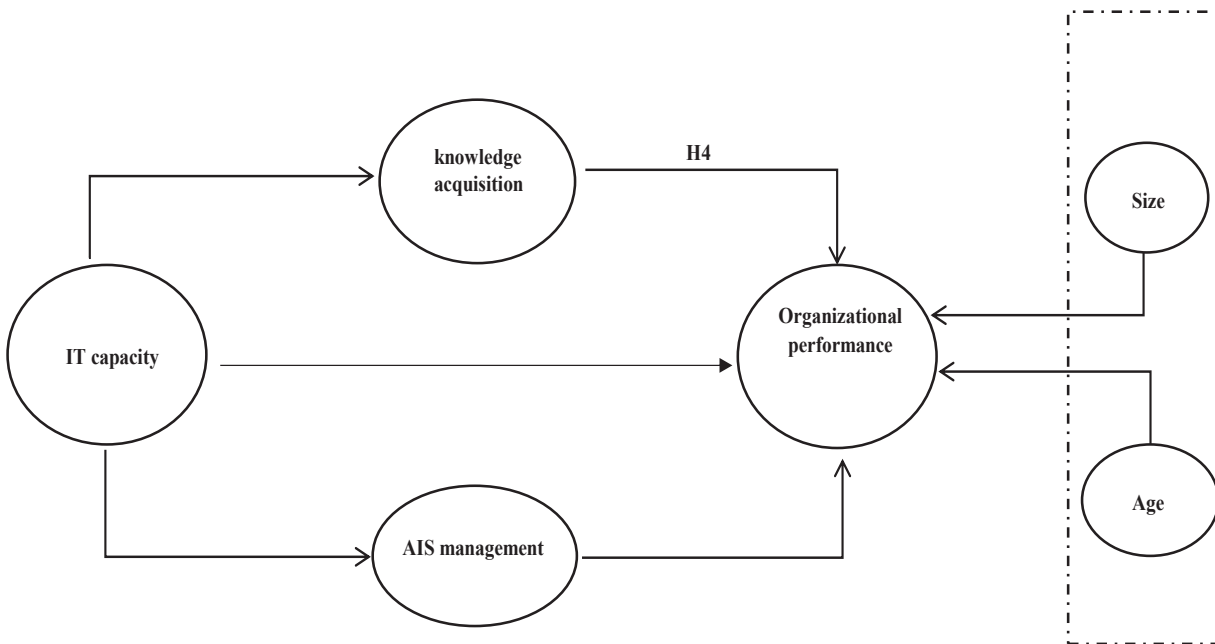 knowledge
acquisition
H4
Size
Organizational
performance
IT capacity
AIS management
Age